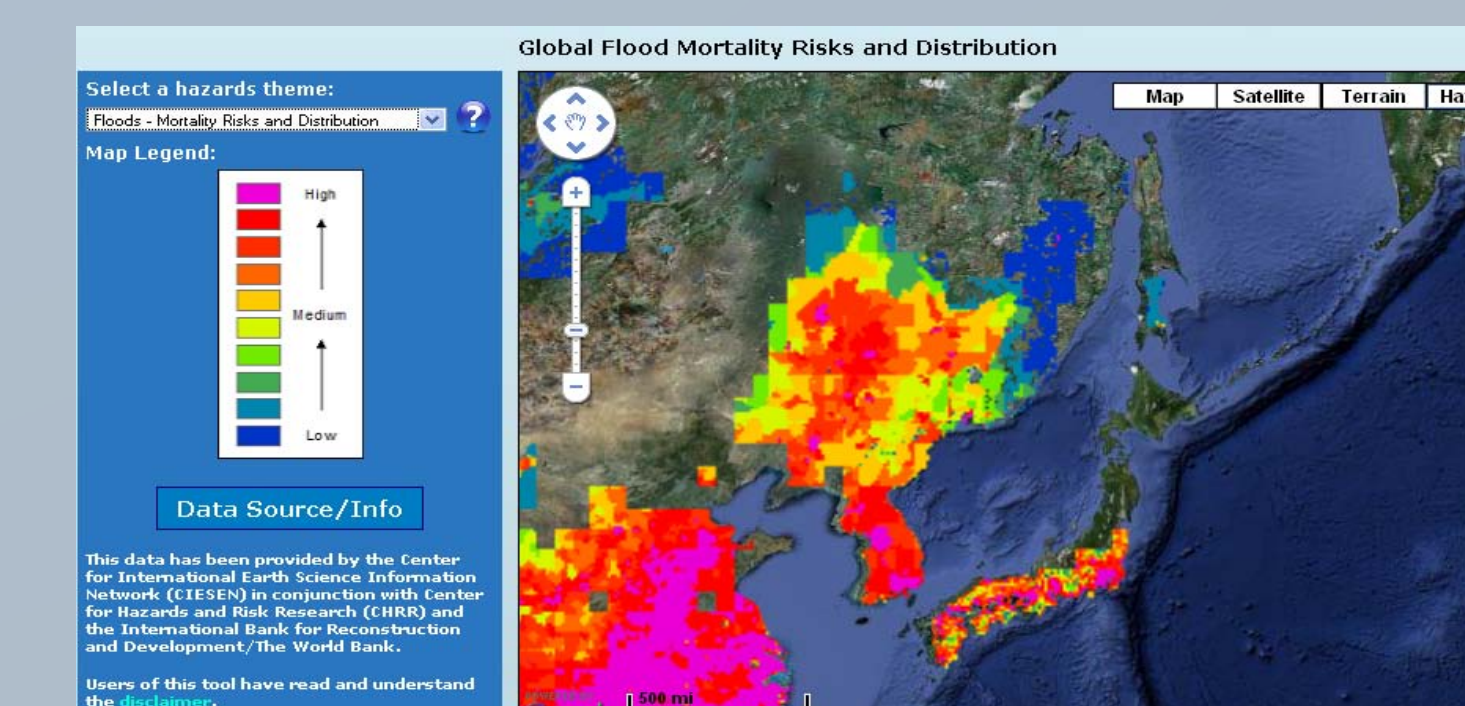 Global Flood Mortality Risks and Distribution
Select a hazards theme:
Floods - Mortality Risks and Distribution
?
Map Legend:
High
Medium
Low
Data Source/Info
This data has been provided by the Center
for International Earth Science Information
Network (CIESEN) in conjunction with Center
for Hazards and Risk Research (CHRR) and
the International Bank for Reconstruction
and Development/The World Bank.
Users of this tool have read and understand
the disclaimer.
Map
Satellite
Terrain
Ha
500 mi